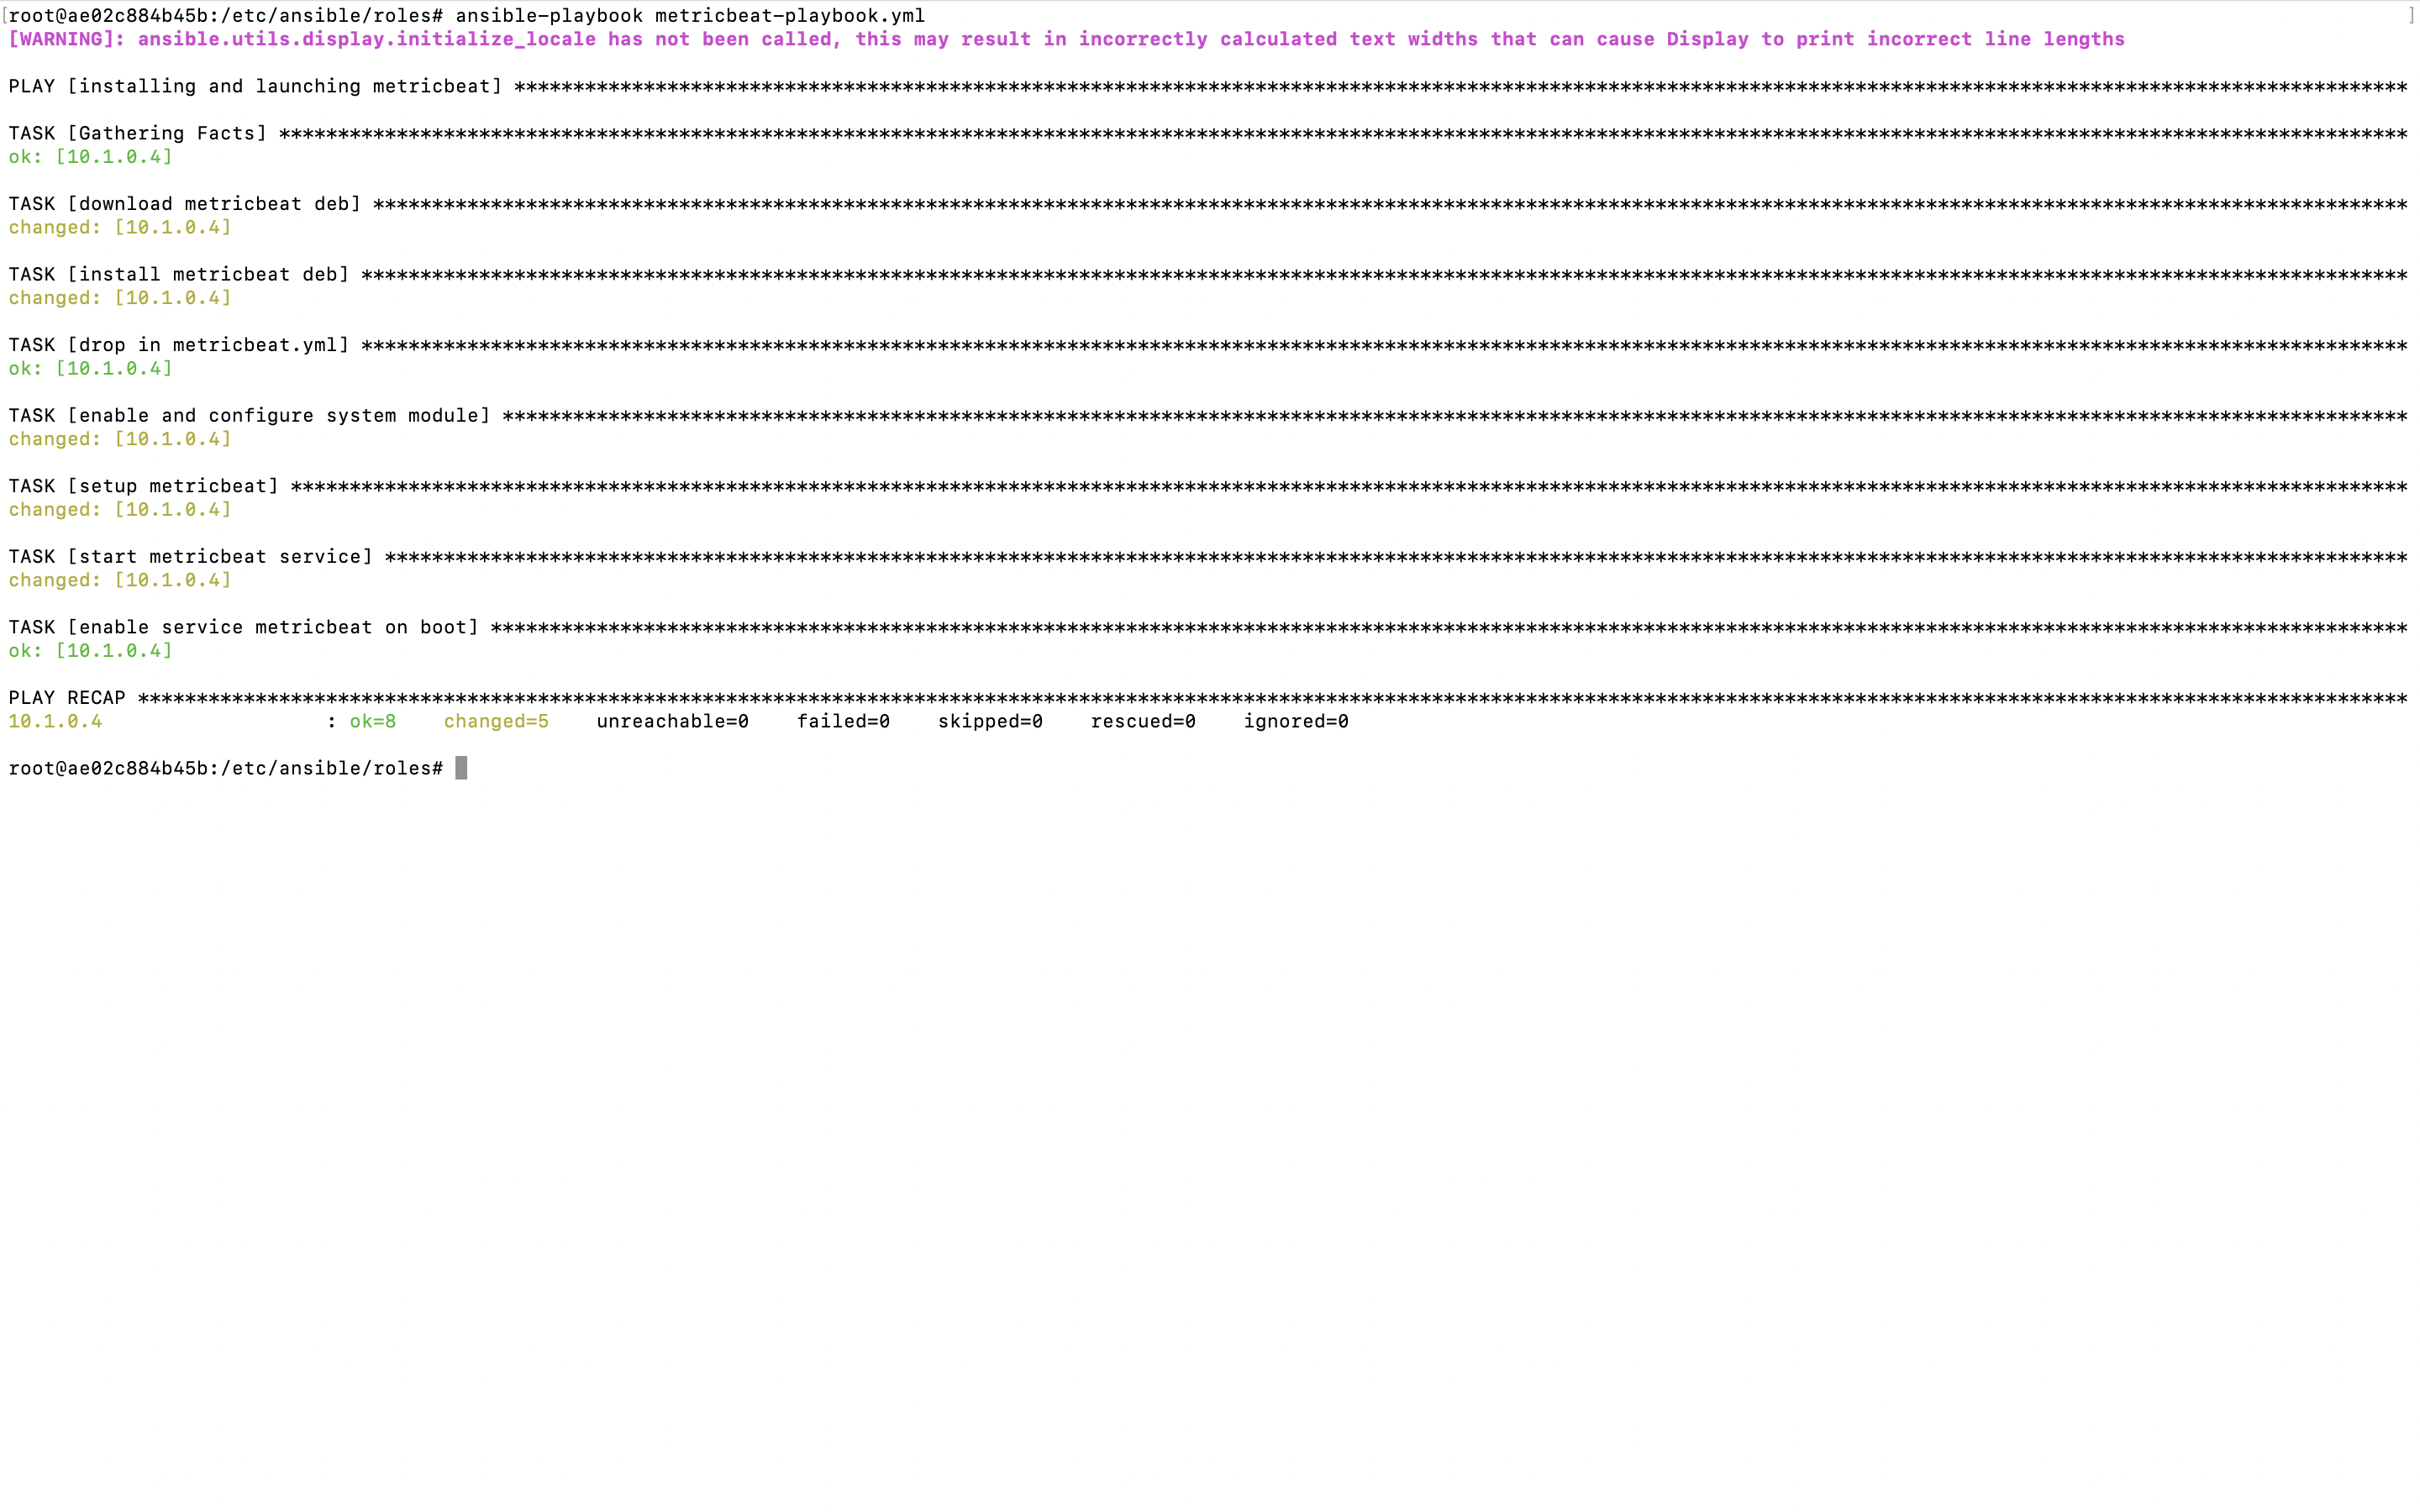 [root@ae02c884b45b:/etc/ansible/roles# ansible-playbook metricbeat-playbook.yml ]
[WARNING]: ansible.utils.display.initialize_locale has not been called, this may result in incorrectly calculated text widths that can cause Display to print incorrect line lengths
PLAY [installing and launching metricbeat] *****************************************************************************************************************************************************************
TASK [Gathering Facts] *************************************************************************************************************************************************************************************
ok: [10.1.0.4]
TASK [download metricbeat deb] *****************************************************************************************************************************************************************************
changed: [10.1.0.4]
TASK [install metricbeat deb] ******************************************************************************************************************************************************************************
changed: [10.1.0.4]
TASK [drop in metricbeat.yml] ******************************************************************************************************************************************************************************
ok: [10.1.0.4]
TASK [enable and configure system module] ******************************************************************************************************************************************************************
changed: [10.1.0.4]
TASK [setup metricbeat] ************************************************************************************************************************************************************************************
changed: [10.1.0.4]
TASK [start metricbeat service] ****************************************************************************************************************************************************************************
changed: [10.1.0.4]
TASK [enable service metricbeat on boot] *******************************************************************************************************************************************************************
ok: [10.1.0.4]
PLAY RECAP *************************************************************************************************************************************************************************************************
10.1.0.4                   : ok=8    changed=5    unreachable=0    failed=0    skipped=0    rescued=0    ignored=0
root@ae02c884b45b:/etc/ansible/roles#